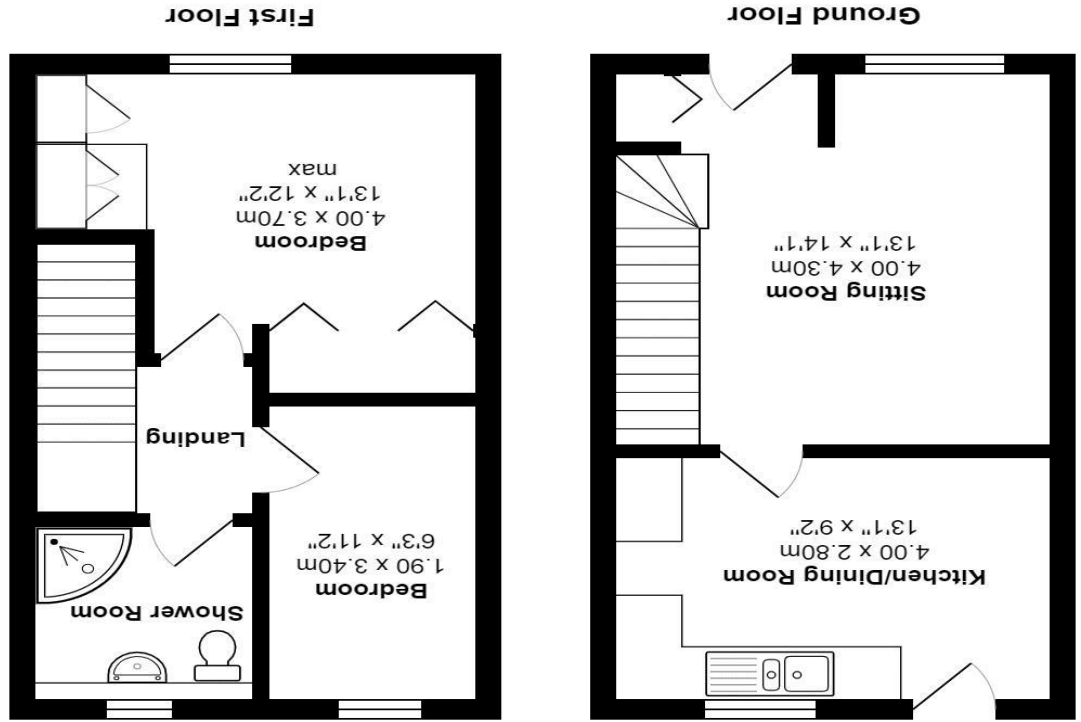 Ground Floor
Kitchen/Dining Room
4.00 x 2.80m
13'1" x 9'2"
Sitting Room
4.00 x 4.30m
13'1" x 14'1"
First Floor
Shower Room
Bedroom
1.90 x 3.40m
6'3" x 11'2"
Landing
Bedroom
4.00 x 3.70m
13'1" x 12'2"
max